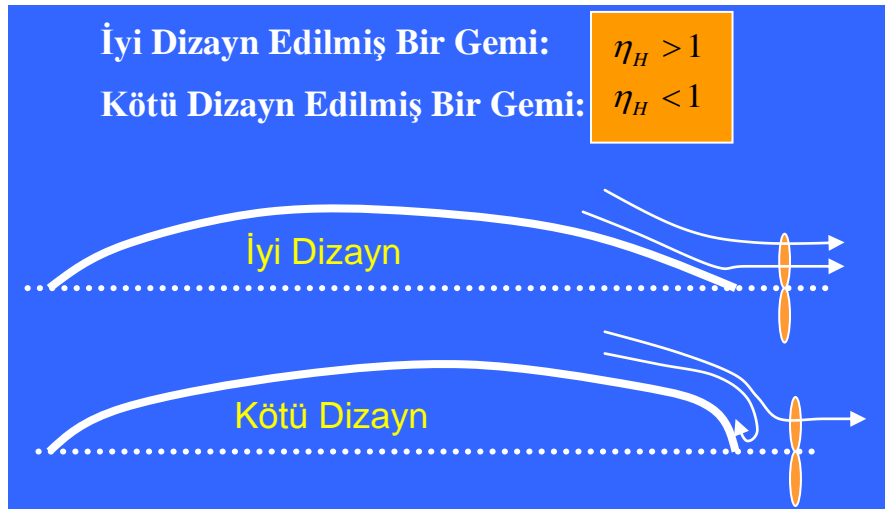 İyi Dizayn Edilmiş Bir Gemi: η_H > 1
Kötü Dizayn Edilmiş Bir Gemi: η_H < 1
İyi Dizayn
Kötü Dizayn